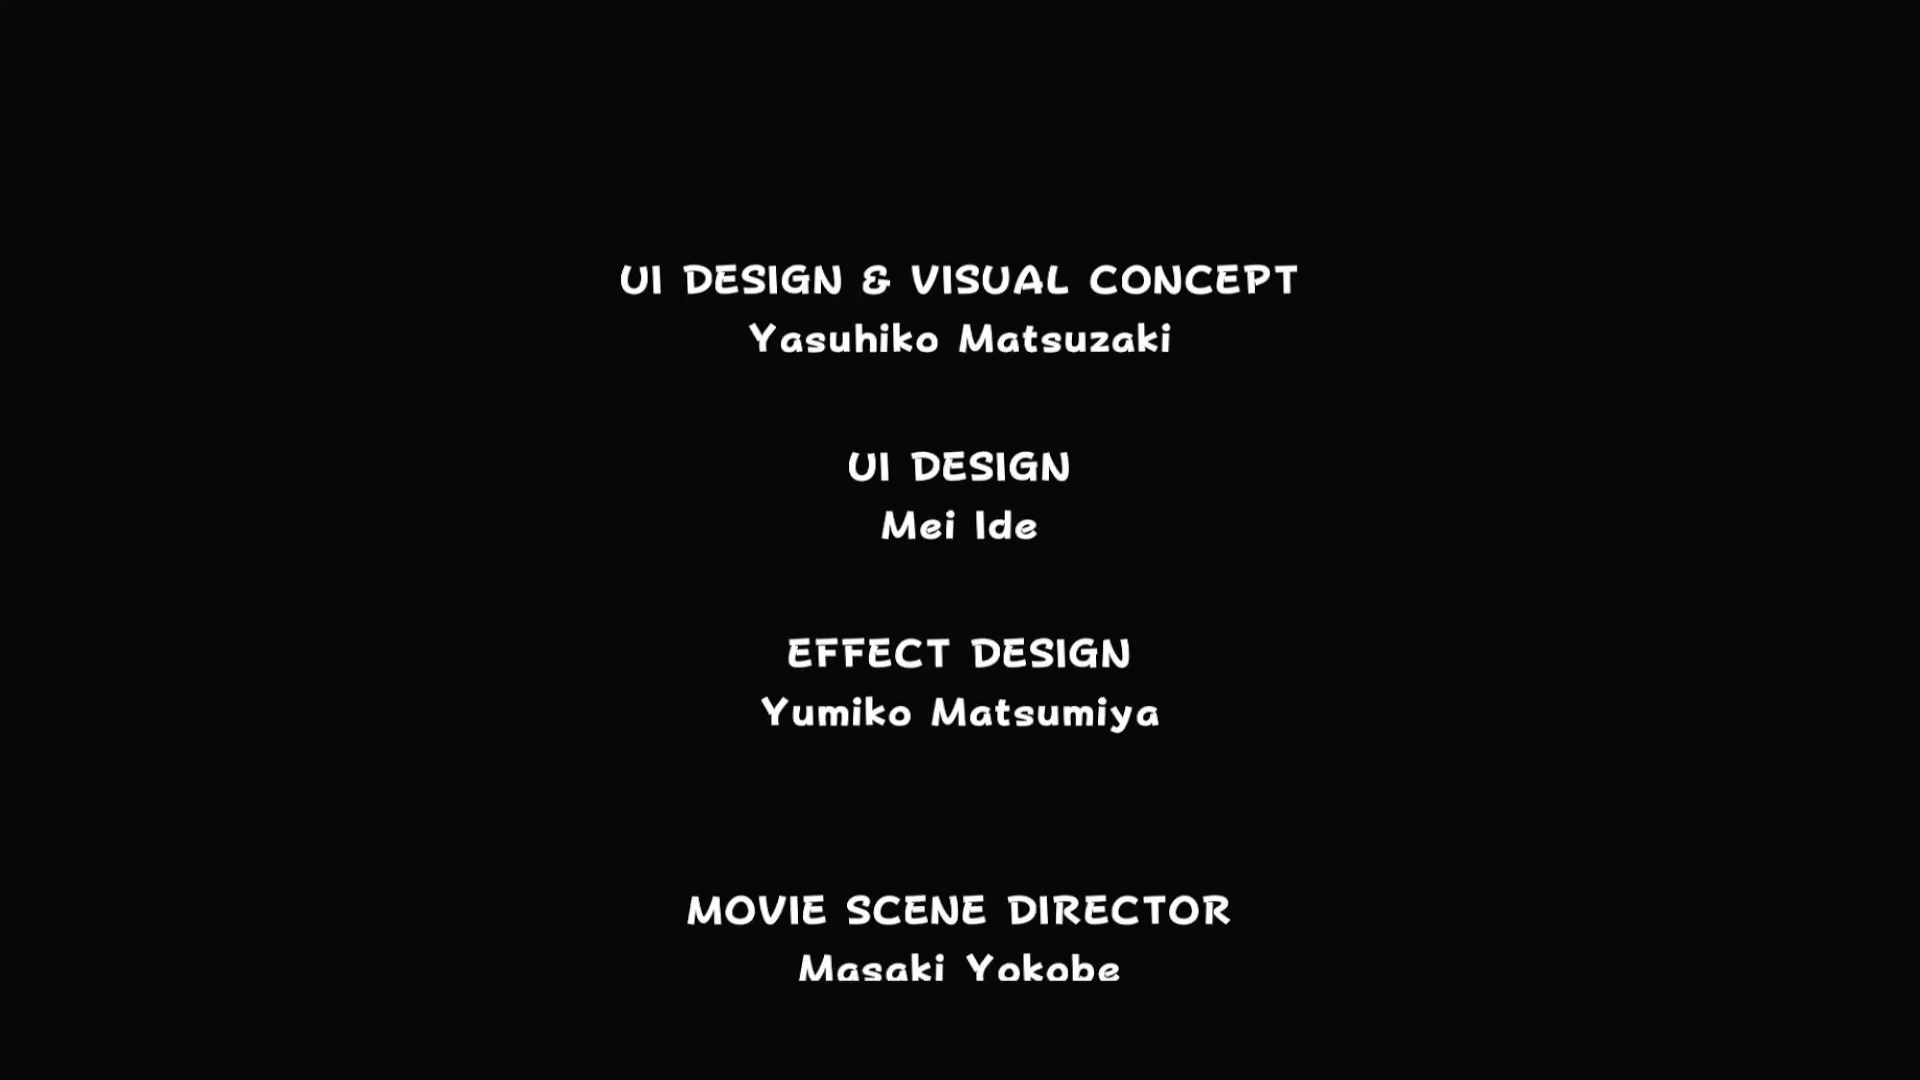 UI DESIGN & VISUAL CONCEPT
Yasuhiko Matsuzaki
UI DESIGN
Mei Ide
EFFECT DESIGN
Yumiko Matsumiya
MOVIE SCENE DIRECTOR
Masaki Yokobe